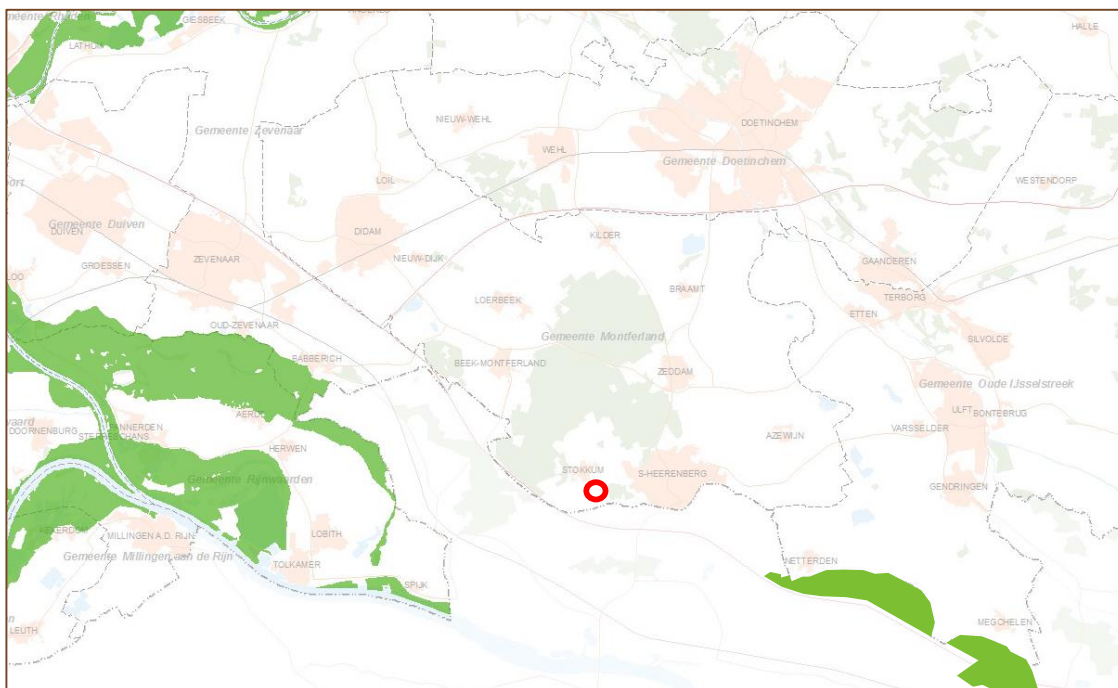 GIESBEEK
LATHUM
HALLE
NIEUW-WEHL
DOETINCHEM
Gemeente Zevenaar
WEHL
Gemeente Doetinchem
LOIL
WESTENDORP
Gemeente Duiven
DUIVEN
DIDAM
KILDER
ZEVENAAR
NIEUW-DIJK
GAANDEREN
GROESSEN
LOO
BRAAMT
TERBORG
LOERBEEK
ETTEN
OUD-ZEVENAAR
Gemeente Montferland
SILVOLDE
BABBERICH
BEEK-MONTFERLAND
ZEDDAM
Gemeente Oude IJsselstreek
ULFT
BONTEBRUG
AERDT
PANNERDEN
VARSSELDER
DOORNENBURG
AZEWIJN
HERWEN
STOKKUM
S-HEERENBERG
Gemeente Rijnwaarden
GENDRINGEN
LOBITH
MILLINGEN A.D. RIJN
Gemeente Millingen aan de Rijn
TOLKAMER
NETTERDEN
SPIJK
MEGCHELEN
LEUTH